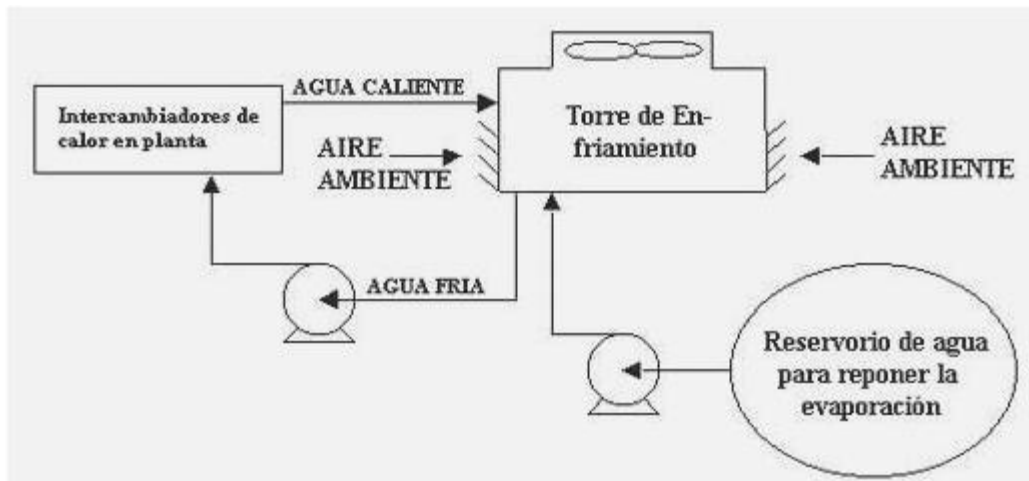 Intercambiadores de
calor en planta
AGUA CALIENTE
Torre de En-
friamiento
AIRE
AMBIENTE
AIRE
AMBIENTE
AGUA FRIA
Reservorio de agua
para reponer la
evaporación